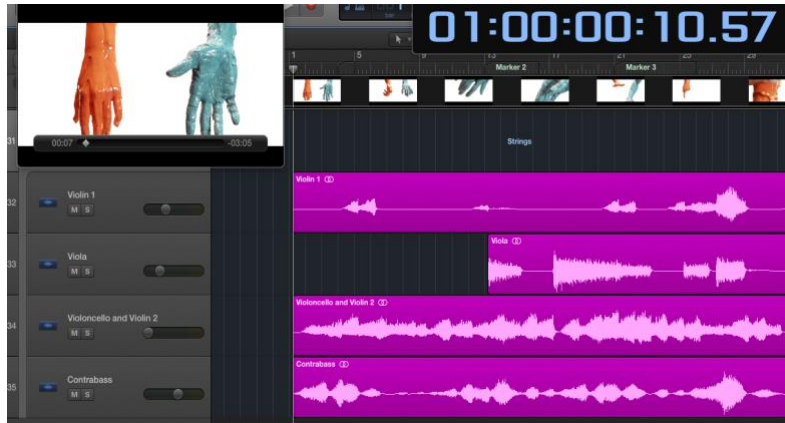 01:00:00:10.57
1 5 9 13 17 21 25 29
Marker 2 Marker 3
00:07 -03:05
31 Strings
Violin 1
Violin 1
32 M S
Viola
Viola
33 M S
Violoncello and Violin 2
Violoncello and Violin 2
34 M S
Contrabass
Contrabass
35 M S